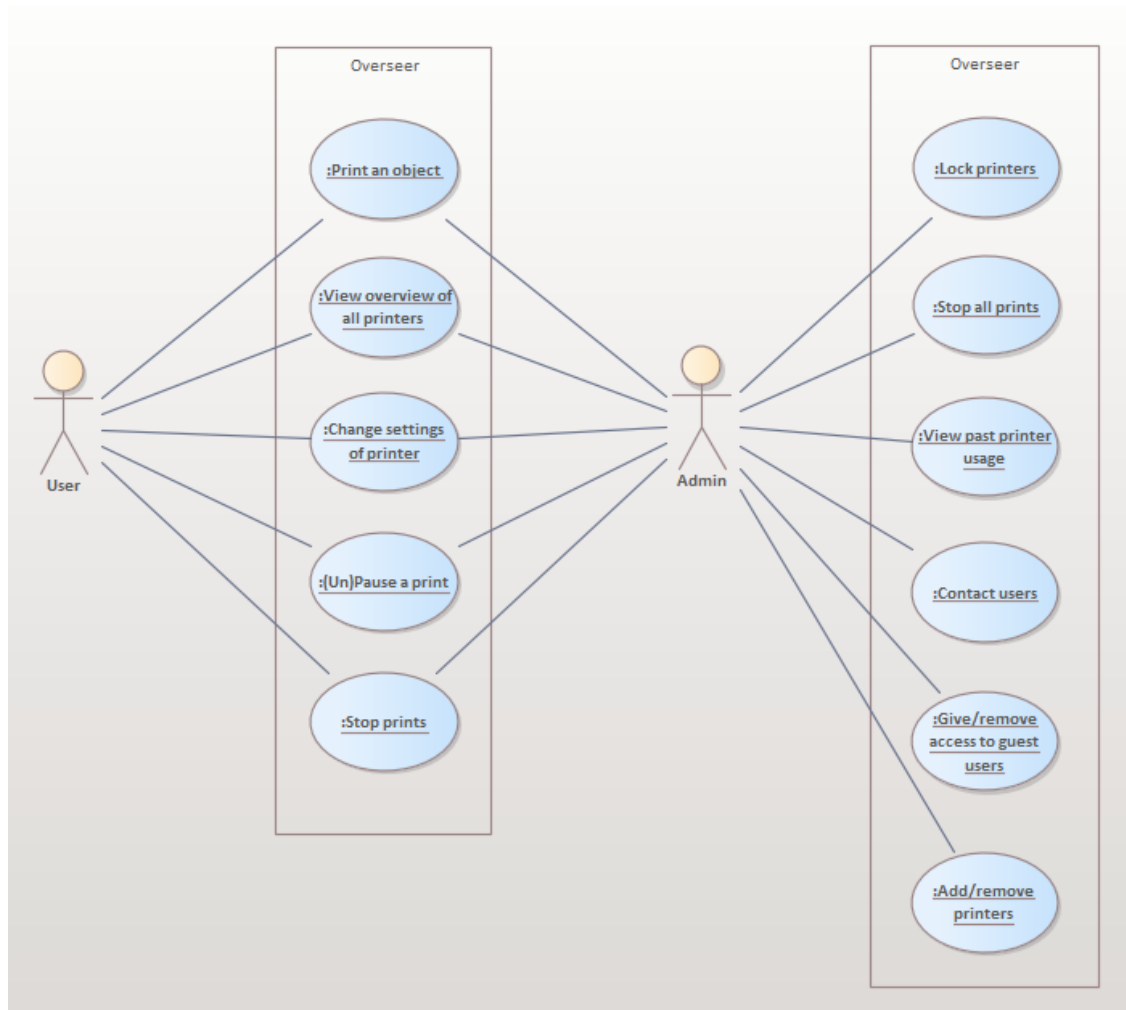 Overseer
:Print an object
:View overview of
all printers
:Change settings
of printer
:(Un)Pause a print
:Stop prints
User
Admin
Overseer
:Lock printers
:Stop all prints
:View past printer
usage
:Contact users
:Give/remove
access to guest
users
:Add/remove
printers